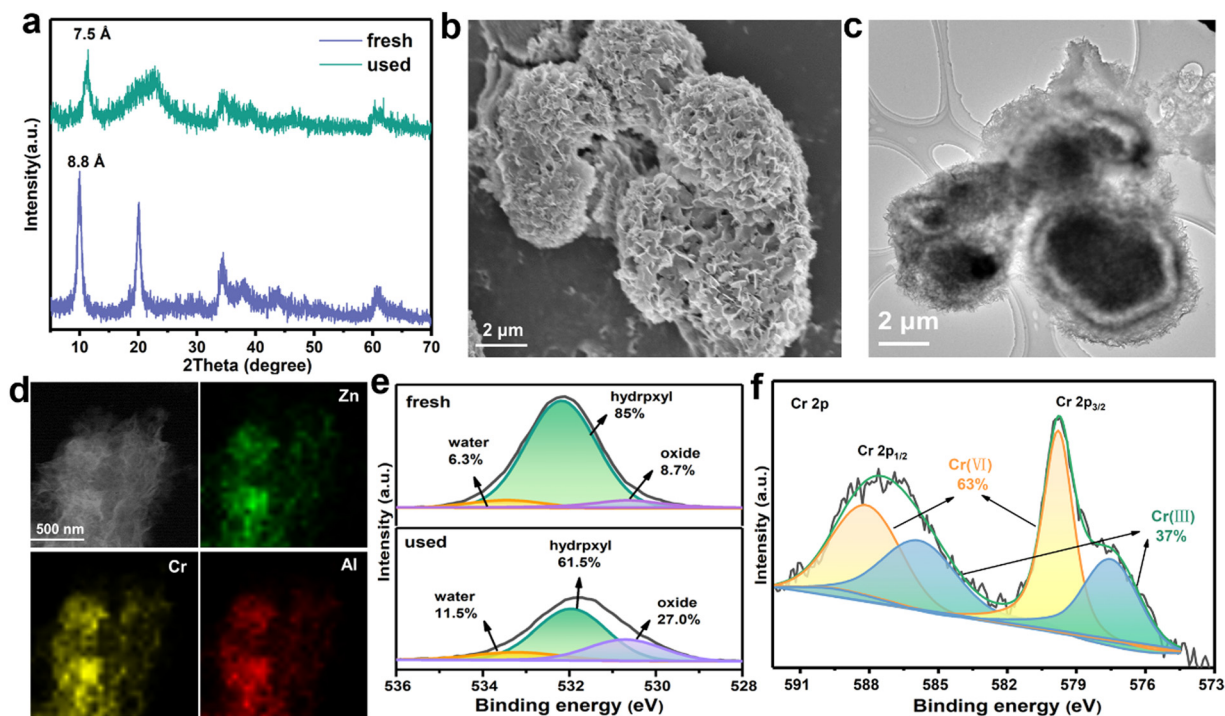 a
7.5 Å
fresh
used
8.8 Å
Intensity(a.u.)
10 20 30 40 50 60 70
2Theta (degree)
b
2 μm
c
2 μm
d
500 nm
Zn
Cr
Al
e
fresh
hydrpxyl
85%
water
6.3%
oxide
8.7%
used
hydrpxyl
61.5%
water
11.5%
oxide
27.0%
Intensity (a.u.)
536 534 532 530 528
Binding energy (eV)
f
Cr 2p
Cr 2p1/2
Cr 2p3/2
Cr(Ⅵ)
63%
Cr(Ⅲ)
37%
Intensity (a.u.)
591 588 585 582 579 576 573
Binding energy (eV)